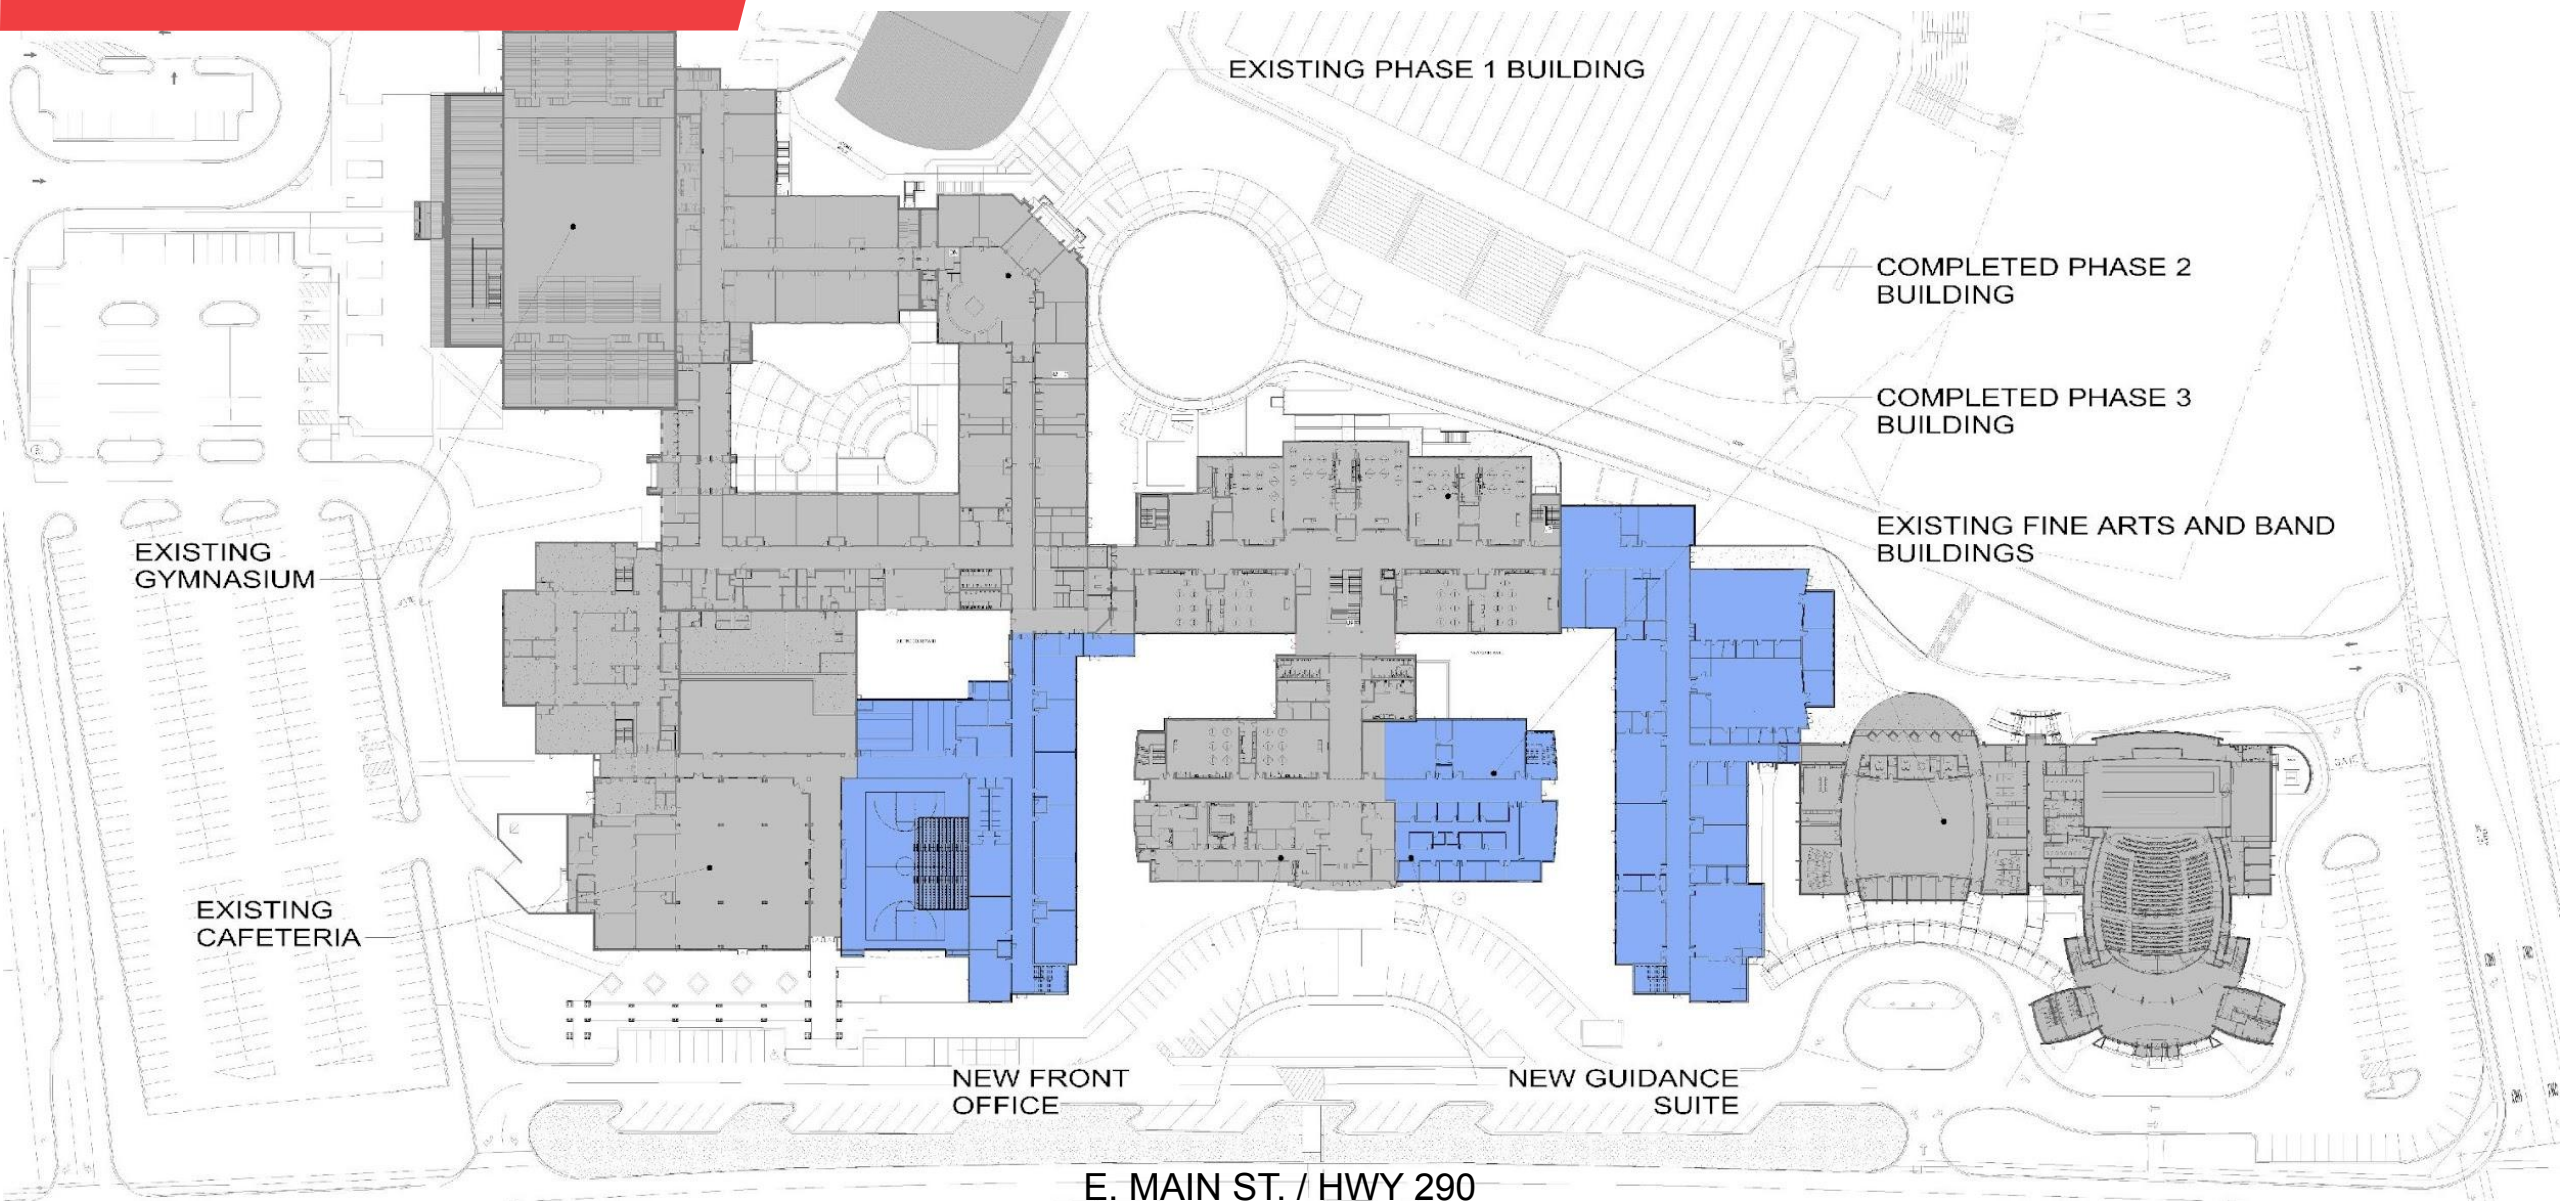 EXISTING PHASE 1 BUILDING
COMPLETED PHASE 2
BUILDING
COMPLETED PHASE 3
BUILDING
EXISTING FINE ARTS AND BAND
BUILDINGS
EXISTING
GYMNASIUM
EXISTING
CAFETERIA
NEW FRONT
OFFICE
NEW GUIDANCE
SUITE
E. MAIN ST. / HWY 290